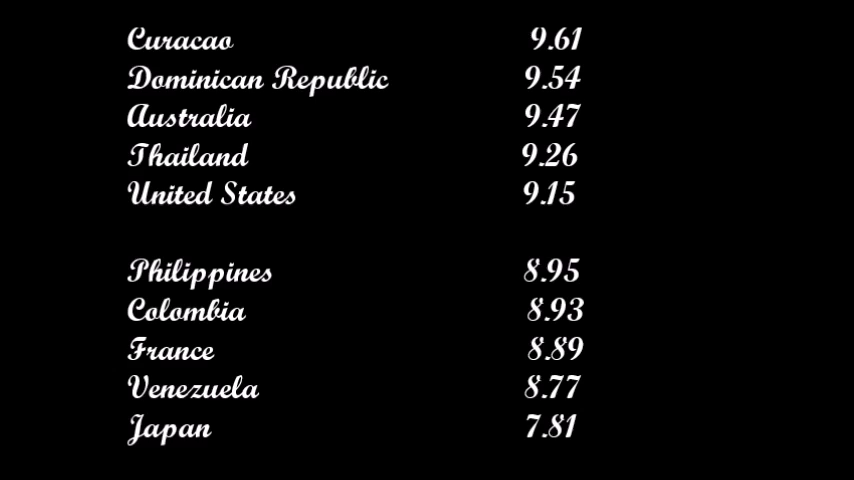 Curacao 9.61
Dominican Republic 9.54
Australia 9.47
Thailand 9.26
United States 9.15
Philippines 8.95
Colombia 8.93
France 8.89
Venezuela 8.77
Japan 7.81